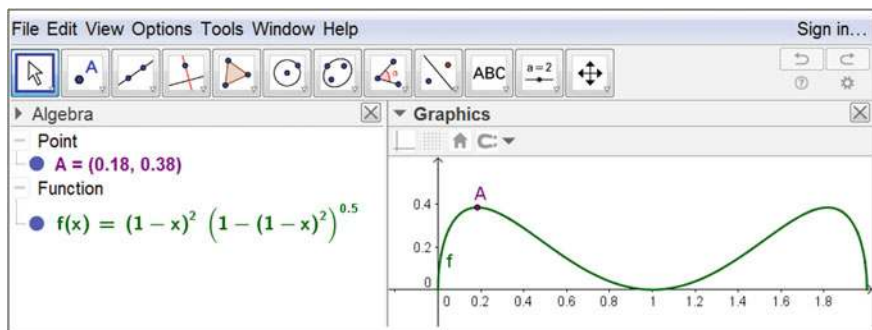 File Edit View Options Tools Window Help Sign in...
A ABC a=2
Algebra
Point
A = (0.18, 0.38)
Function
f(x) = (1 − x)² (1 − (1 − x)²)^0.5
Graphics
A
0.4
0.2
f
0
0 0.2 0.4 0.6 0.8 1 1.2 1.4 1.6 1.8